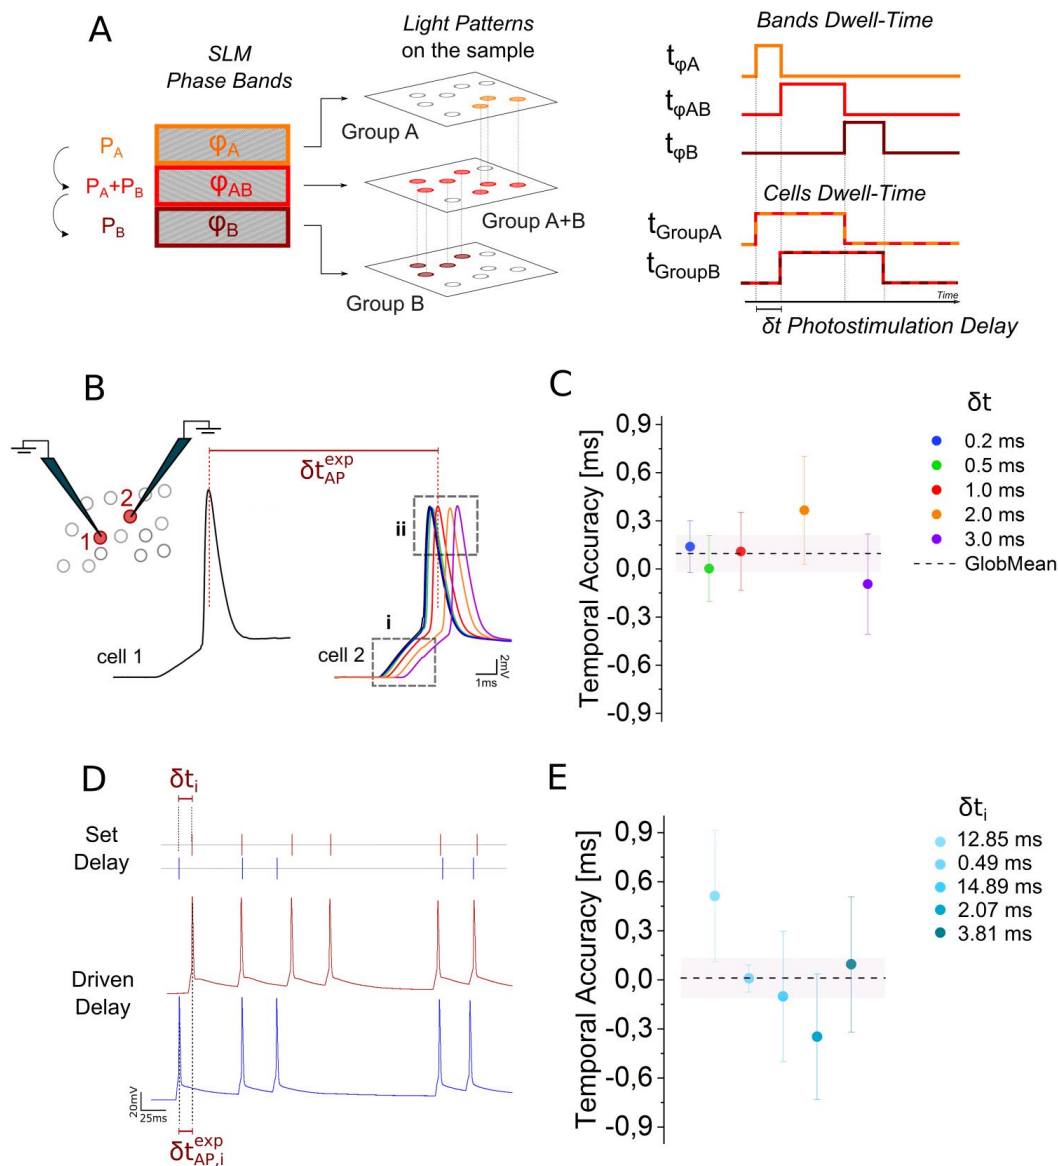 A
SLM
Phase Bands
Light Patterns
on the sample
P_A
P_A+P_B
P_B
φ_A
φ_AB
φ_B
Group A
Group A+B
Group B
Bands Dwell-Time
t_φA
t_φAB
t_φB
Cells Dwell-Time
t_GroupA
t_GroupB
Time
δt Photostimulation Delay
B
δt_AP^exp
1
2
ii
i
cell 1
cell 2
2mV
1ms
C
Temporal Accuracy [ms]
0,9
0,6
0,3
0,0
-0,3
-0,6
-0,9
δt
0.2 ms
0.5 ms
1.0 ms
2.0 ms
3.0 ms
GlobMean
D
δt_i
Set
Delay
Driven
Delay
20mV
25ms
δt_AP,i^exp
E
Temporal Accuracy [ms]
0,9
0,6
0,3
0,0
-0,3
-0,6
-0,9
δt_i
12.85 ms
0.49 ms
14.89 ms
2.07 ms
3.81 ms